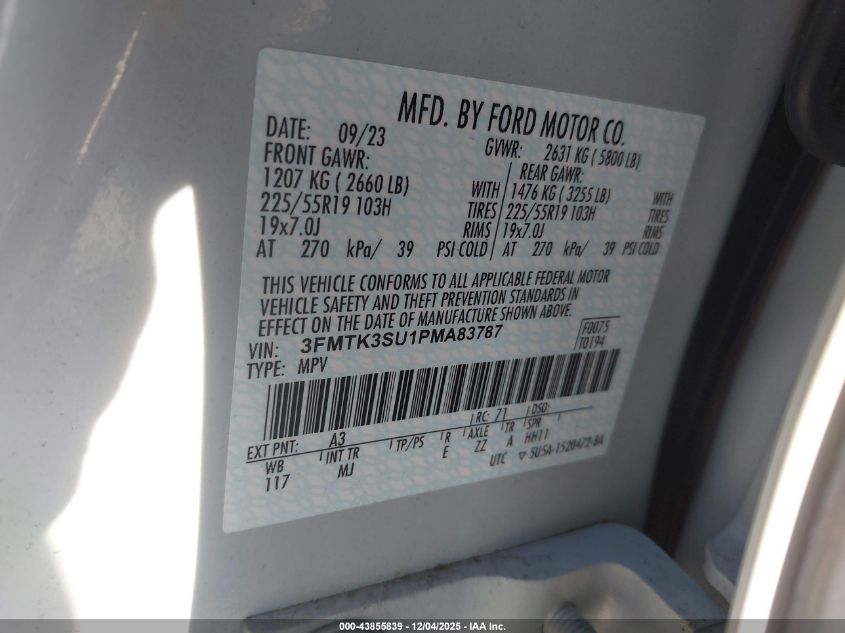 MFD. BY FORD MOTOR CO.
DATE: 09/23 GVWR: 2631 KG ( 5800 LB)
FRONT GAWR: REAR GAWR:
1207 KG ( 2660 LB) WITH 1476 KG ( 3255 LB) WITH
225/55R19 103H TIRES 225/55R19 103H TIRES
19x7.0J RIMS 19x7.0J RIMS
AT 270 kPa/ 39 PSI COLD AT 270 kPa/ 39 PSI COLD
THIS VEHICLE CONFORMS TO ALL APPLICABLE FEDERAL MOTOR
VEHICLE SAFETY AND THEFT PREVENTION STANDARDS IN
EFFECT ON THE DATE OF MANUFACTURE SHOWN ABOVE.
VIN: 3FMTK3SU1PMA83787 F0075
TYPE: MPV T0194
EXT PNT: A3 RC: 71 DSO:
WB INT TR TP/PS R AXLE TR SPR
117 MJ E ZZ A HH11
UTC ▽ SU5A-1520472-BA
000-43855839 - 12/04/2025 - IAA Inc.